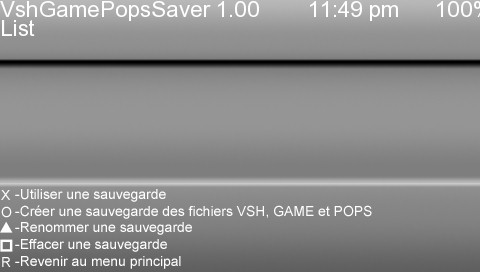 VshGamePopsSaver 1.00 11:49 pm 100%
List
X -Utiliser une sauvegarde
O -Créer une sauvegarde des fichiers VSH, GAME et POPS
▲ -Renommer une sauvegarde
□ -Effacer une sauvegarde
R -Revenir au menu principal